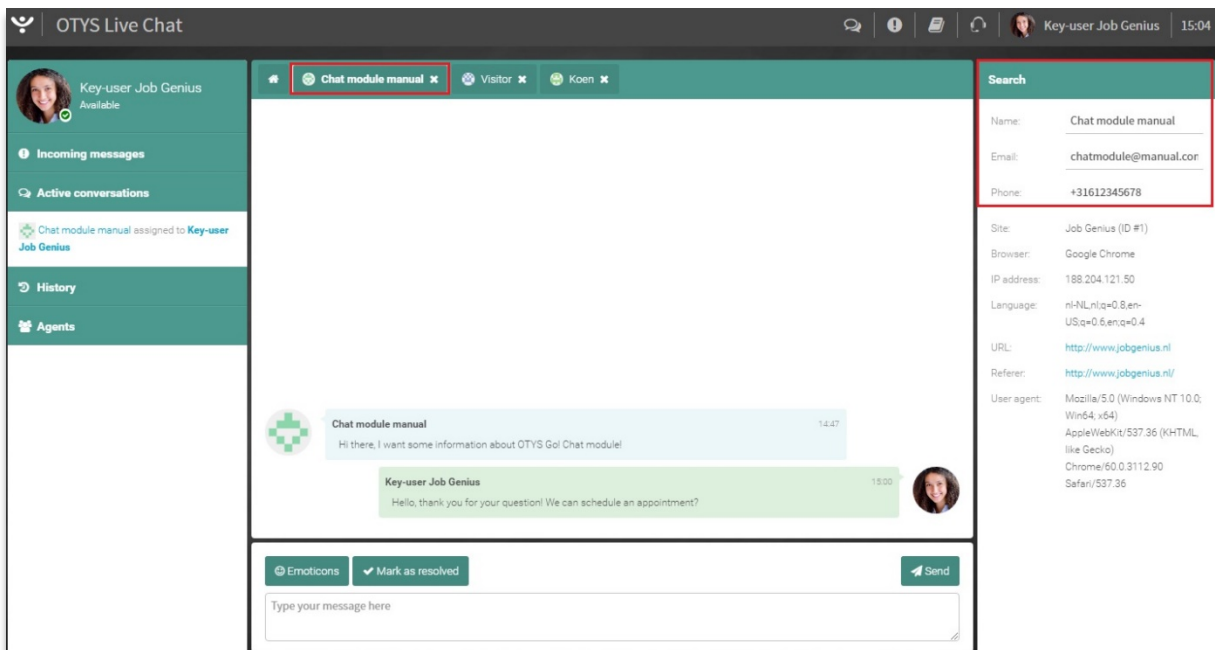 OTYS Live Chat
Key-user Job Genius
15:04
Key-user Job Genius
Available
Incoming messages
Active conversations
Chat module manual assigned to Key-user
Job Genius
History
Agents
Chat module manual
Visitor
Koen
Chat module manual
14:47
Hi there, I want some information about OTYS Go! Chat module!
Key-user Job Genius
15:00
Hello, thank you for your question! We can schedule an appointment?
Emoticons
Mark as resolved
Send
Type your message here
Search
Name: Chat module manual
Email: chatmodule@manual.com
Phone: +31612345678
Site: Job Genius (ID #1)
Browser: Google Chrome
IP address: 188.204.121.50
Language: nl-NL,nl;q=0.8,en-
US;q=0.6,en;q=0.4
URL: http://www.jobgenius.nl
Referer: http://www.jobgenius.nl/
User agent: Mozilla/5.0 (Windows NT 10.0;
Win64; x64)
AppleWebKit/537.36 (KHTML,
like Gecko)
Chrome/60.0.3112.90
Safari/537.36